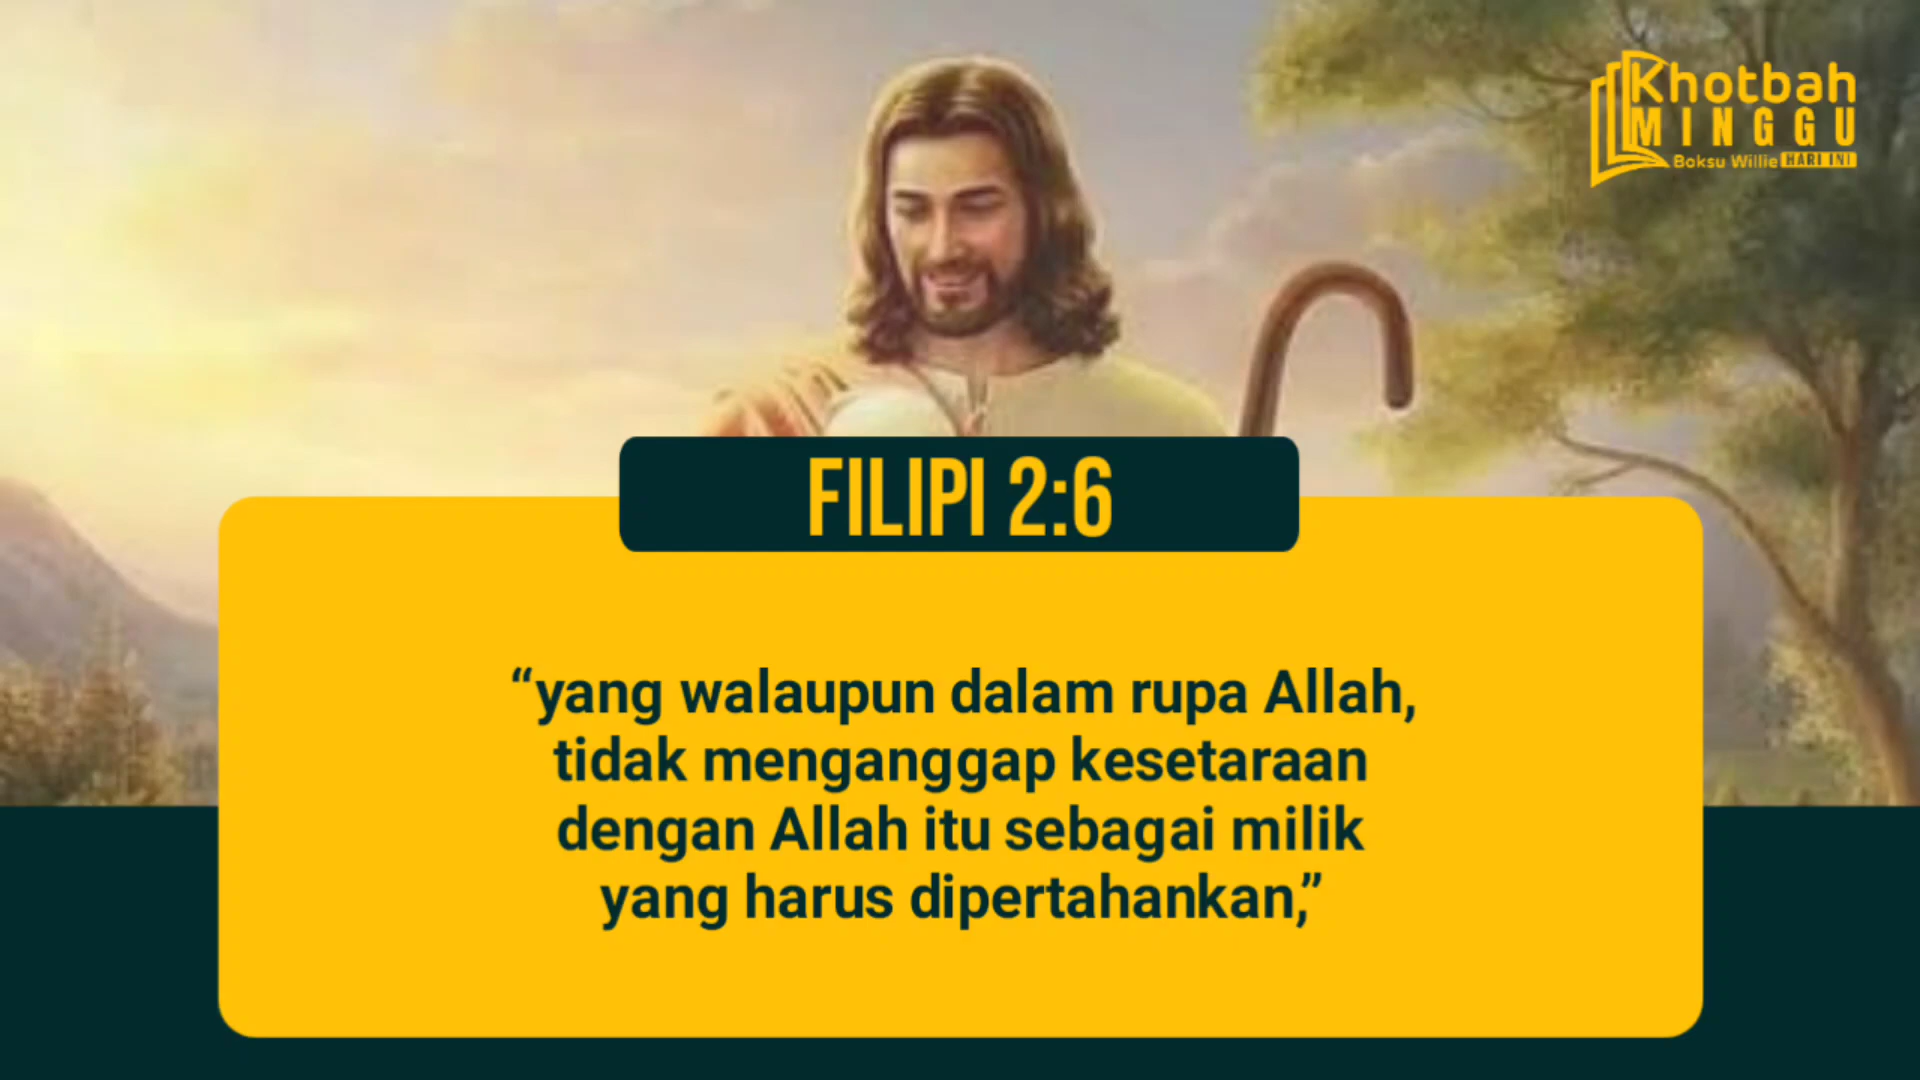 Khotbah
MINGGU
Boksu Willie HARI INI
FILIPI 2:6
“yang walaupun dalam rupa Allah,
tidak menganggap kesetaraan
dengan Allah itu sebagai milik
yang harus dipertahankan,”